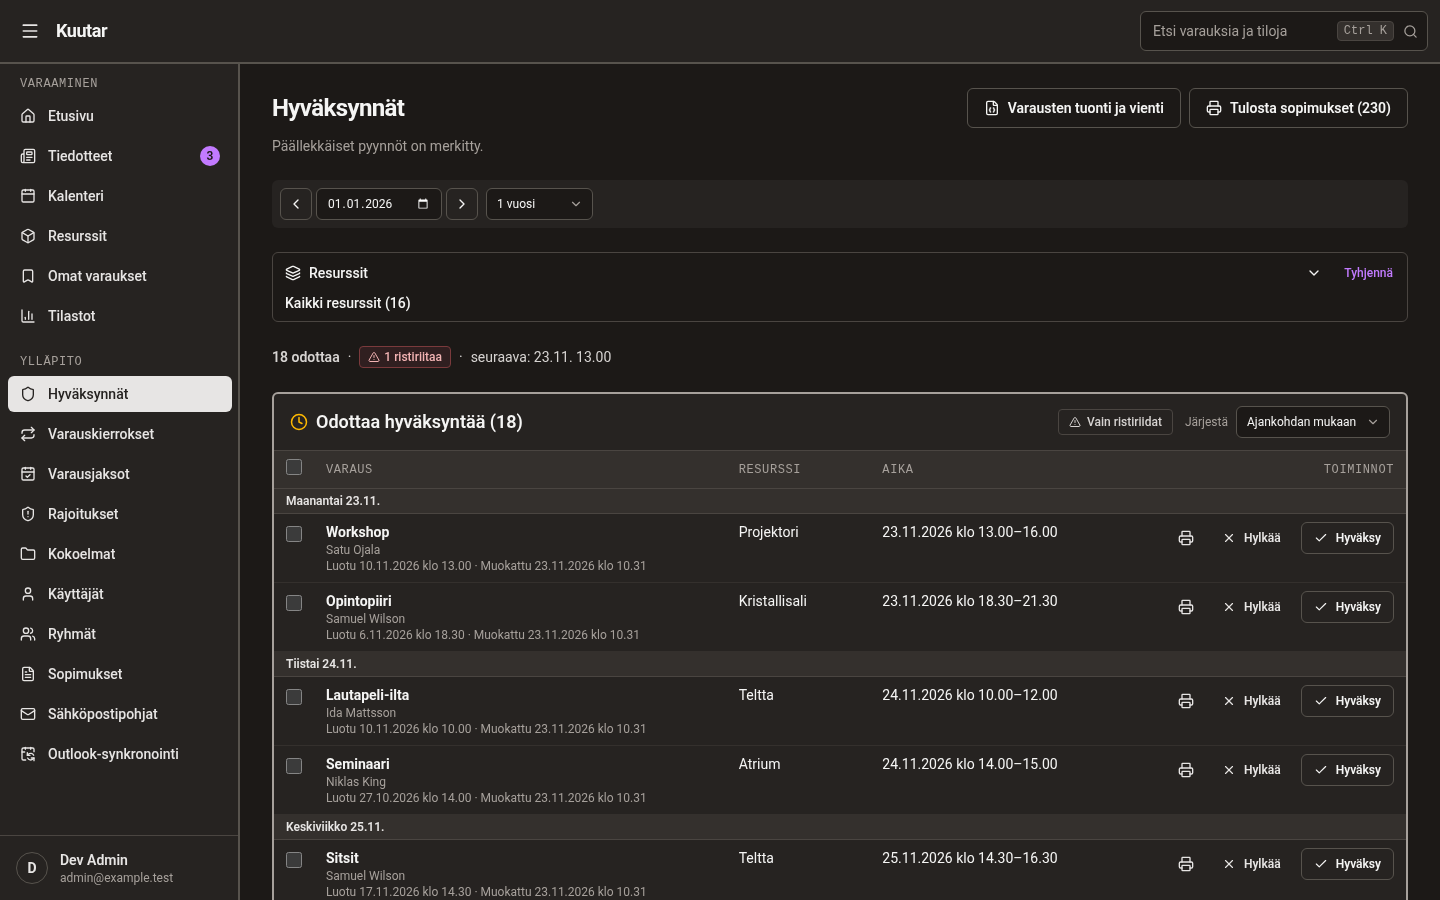 Kuutar
Etsi varauksia ja tiloja Ctrl K
VARAAMINEN
Etusivu
Tiedotteet 3
Kalenteri
Resurssit
Omat varaukset
Tilastot
YLLÄPITO
Hyväksynnät
Varauskierrokset
Varausjaksot
Rajoitukset
Kokoelmat
Käyttäjät
Ryhmät
Sopimukset
Sähköpostipohjat
Outlook-synkronointi
D
Dev Admin
admin@example.test
Hyväksynnät
Varausten tuonti ja vienti
Tulosta sopimukset (230)
Päällekkäiset pyynnöt on merkitty.
01.01.2026
1 vuosi
Resurssit
Tyhjennä
Kaikki resurssit (16)
18 odottaa · 1 ristiriitaa · seuraava: 23.11. 13.00
Odottaa hyväksyntää (18)
Vain ristiriidat
Järjestä
Ajankohdan mukaan
VARAUS RESURSSI AIKA TOIMINNOT
Maanantai 23.11.
Workshop Projektori 23.11.2026 klo 13.00–16.00 Hylkää Hyväksy
Satu Ojala
Luotu 10.11.2026 klo 13.00 · Muokattu 23.11.2026 klo 10.31
Opintopiiri Kristallisali 23.11.2026 klo 18.30–21.30 Hylkää Hyväksy
Samuel Wilson
Luotu 6.11.2026 klo 18.30 · Muokattu 23.11.2026 klo 10.31
Tiistai 24.11.
Lautapeli-ilta Teltta 24.11.2026 klo 10.00–12.00 Hylkää Hyväksy
Ida Mattsson
Luotu 10.11.2026 klo 10.00 · Muokattu 23.11.2026 klo 10.31
Seminaari Atrium 24.11.2026 klo 14.00–15.00 Hylkää Hyväksy
Niklas King
Luotu 27.10.2026 klo 14.00 · Muokattu 23.11.2026 klo 10.31
Keskiviikko 25.11.
Sitsit Teltta 25.11.2026 klo 14.30–16.30 Hylkää Hyväksy
Samuel Wilson
Luotu 17.11.2026 klo 14.30 · Muokattu 23.11.2026 klo 10.31